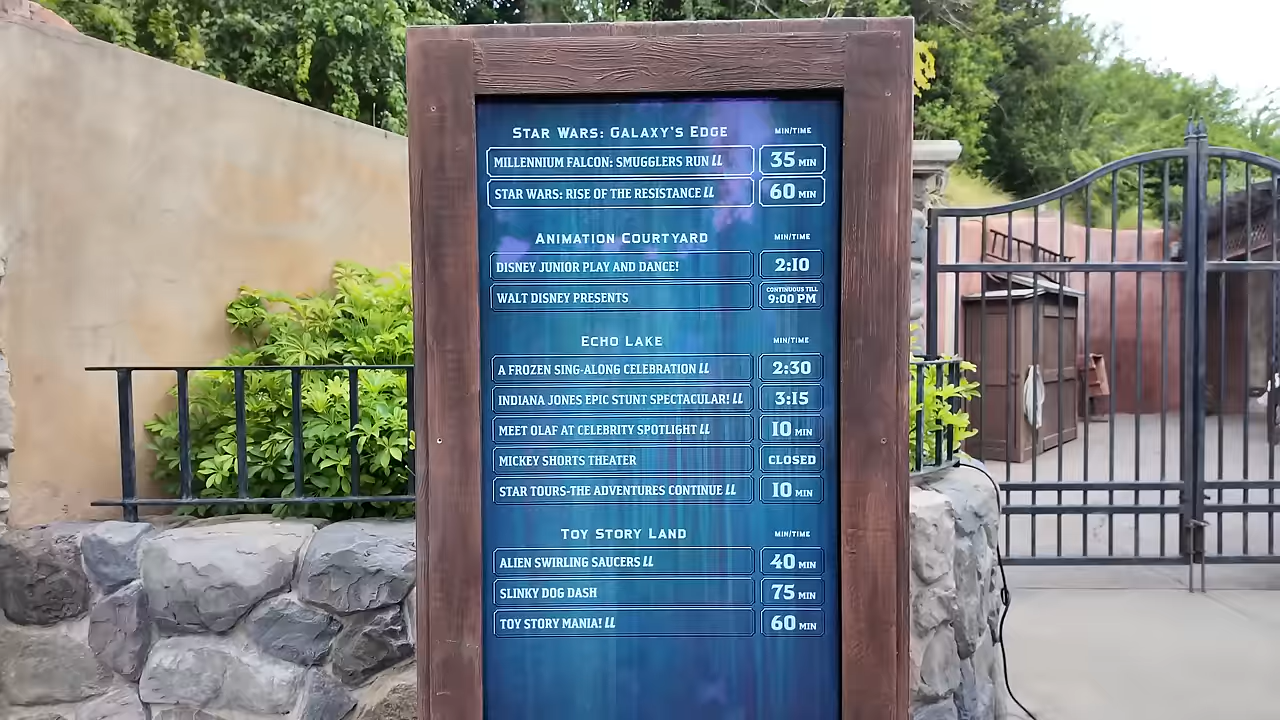 STAR WARS: GALAXY'S EDGE MIN/TIME
MILLENNIUM FALCON: SMUGGLERS RUN LL 35 MIN
STAR WARS: RISE OF THE RESISTANCE LL 60 MIN
ANIMATION COURTYARD MIN/TIME
DISNEY JUNIOR PLAY AND DANCE! 2:10
WALT DISNEY PRESENTS CONTINUOUS TILL 9:00 PM
ECHO LAKE MIN/TIME
A FROZEN SING-ALONG CELEBRATION LL 2:30
INDIANA JONES EPIC STUNT SPECTACULAR! LL 3:15
MEET OLAF AT CELEBRITY SPOTLIGHT LL 10 MIN
MICKEY SHORTS THEATER CLOSED
STAR TOURS-THE ADVENTURES CONTINUE LL 10 MIN
TOY STORY LAND MIN/TIME
ALIEN SWIRLING SAUCERS LL 40 MIN
SLINKY DOG DASH 75 MIN
TOY STORY MANIA! LL 60 MIN